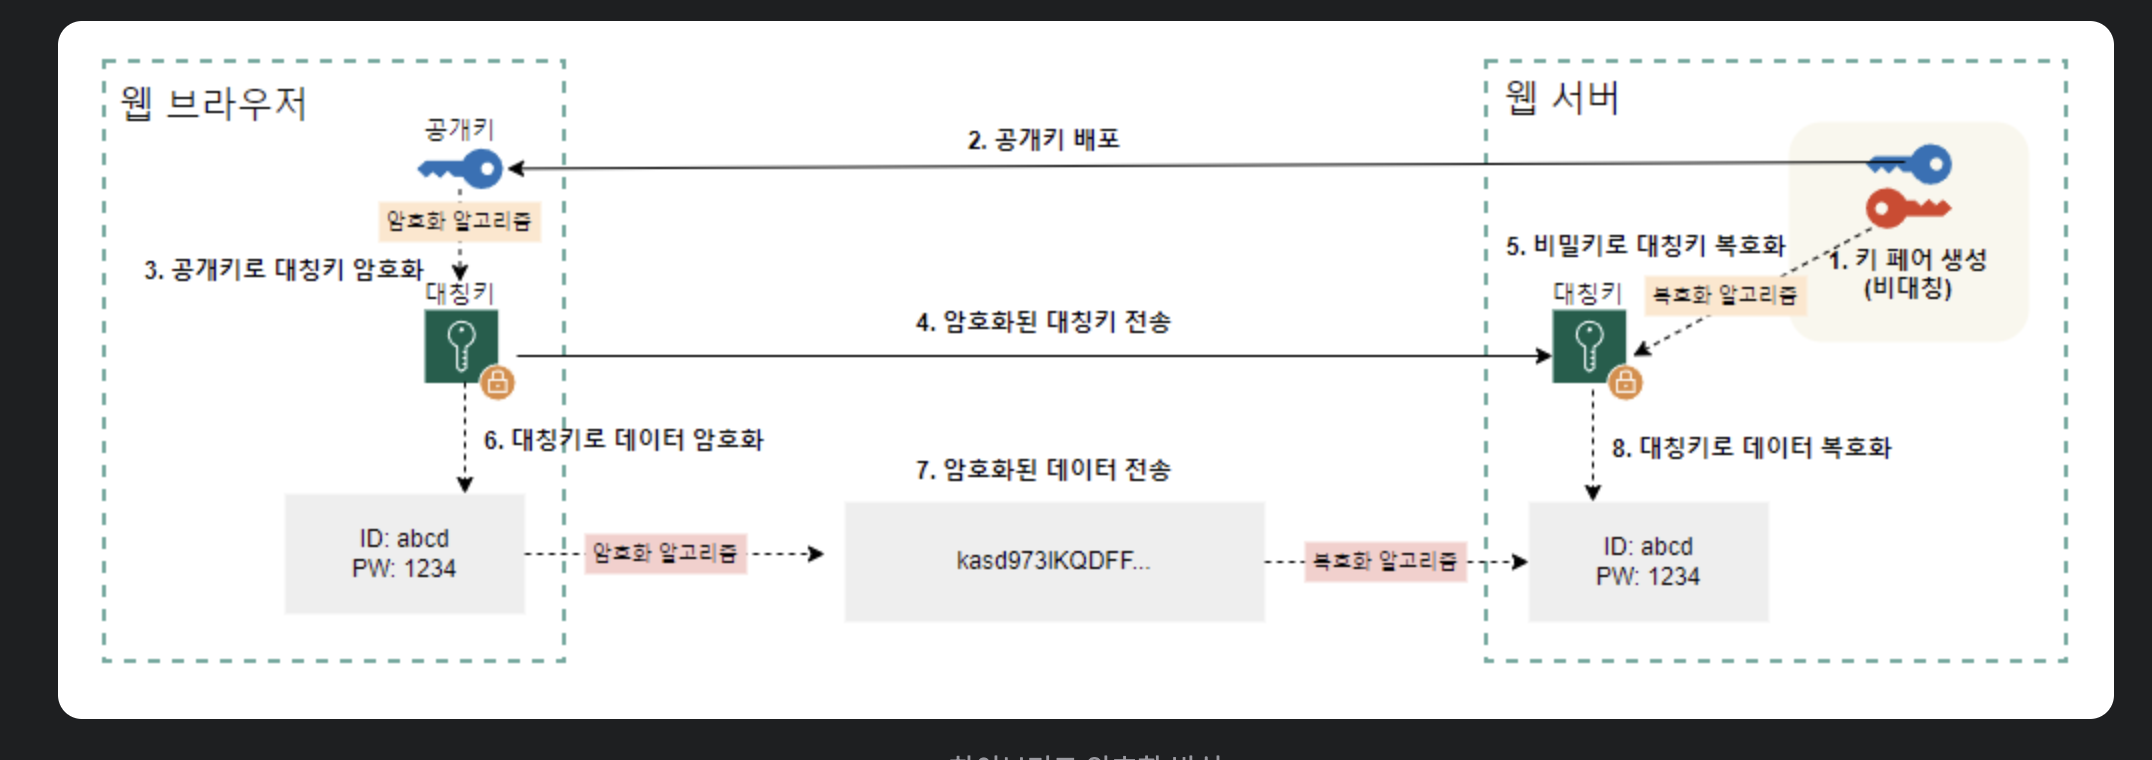 웹 브라우저
공개키
암호화 알고리즘
3. 공개키로 대칭키 암호화
대칭키
6. 대칭키로 데이터 암호화
ID: abcd
PW: 1234
암호화 알고리즘
2. 공개키 배포
4. 암호화된 대칭키 전송
7. 암호화된 데이터 전송
kasd973lKQDFF...
복호화 알고리즘
웹 서버
1. 키 페어 생성
(비대칭)
5. 비밀키로 대칭키 복호화
복호화 알고리즘
대칭키
8. 대칭키로 데이터 복호화
ID: abcd
PW: 1234